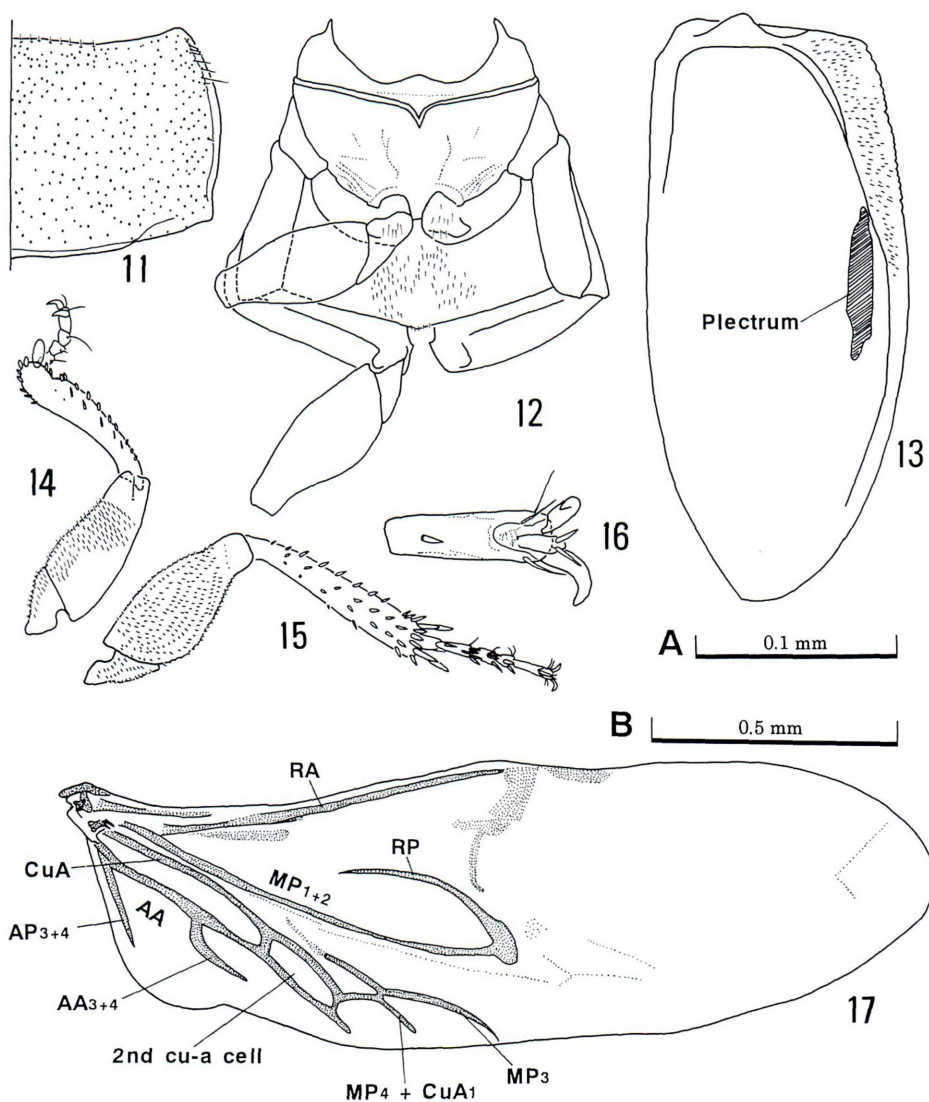 11
12
Plectrum
13
14
15
16
A 0.1 mm
B 0.5 mm
RA
RP
CuA
MP1+2
AA
AP3+4
AA3+4
2nd cu-a cell
MP4 + CuA1
MP3
17